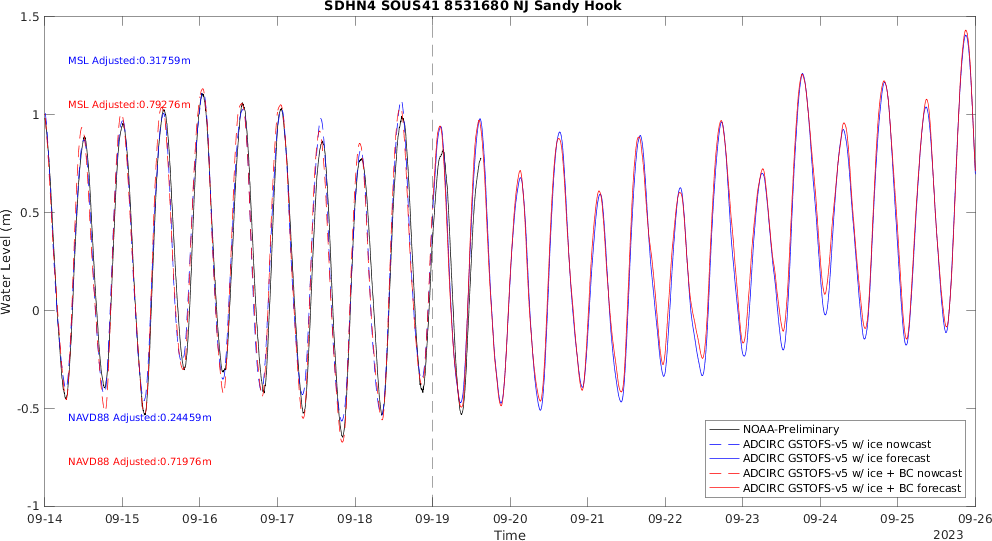 SDHN4 SOUS41 8531680 NJ Sandy Hook
1.5
1
0.5
0
-0.5
-1
Water Level (m)
MSL Adjusted:0.31759m
MSL Adjusted:0.79276m
NAVD88 Adjusted:0.24459m
NAVD88 Adjusted:0.71976m
NOAA-Preliminary
ADCIRC GSTOFS-v5 w/ ice nowcast
ADCIRC GSTOFS-v5 w/ ice forecast
ADCIRC GSTOFS-v5 w/ ice + BC nowcast
ADCIRC GSTOFS-v5 w/ ice + BC forecast
09-14 09-15 09-16 09-17 09-18 09-19 09-20 09-21 09-22 09-23 09-24 09-25 09-26
Time
2023